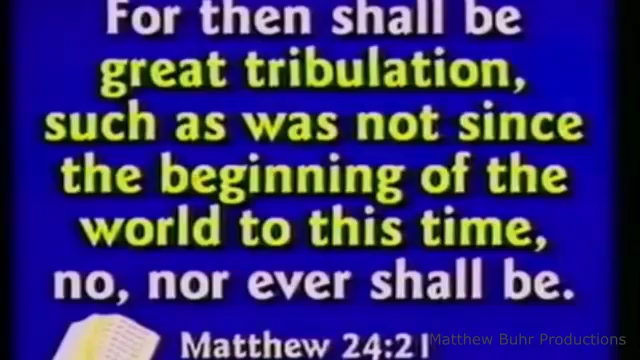 For then shall be
great tribulation,
such as was not since
the beginning of the
world to this time,
no, nor ever shall be.
Matthew 24:21
Matthew Buhr Productions